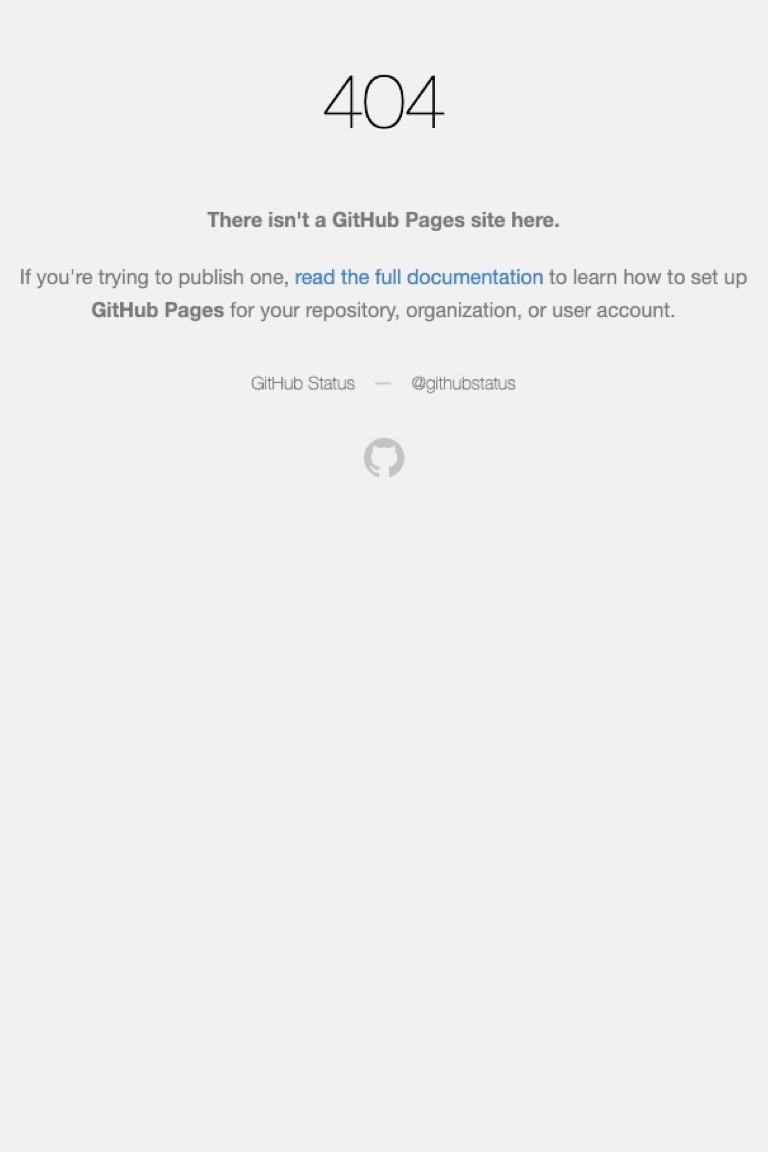 404
There isn't a GitHub Pages site here.
If you're trying to publish one, read the full documentation to learn how to set up
GitHub Pages for your repository, organization, or user account.
GitHub Status — @githubstatus